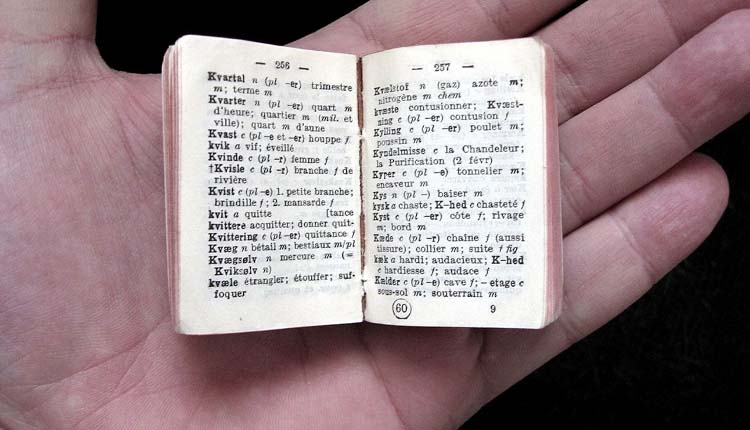 — 256 —
Kvartal n (pl -er) trimestre
m; terme m
Kvarter n (pl -er) quart m
d'heure; quartier m (mil. et
ville); quart m d'aune
Kvast c (pl -e et -er) houppe f
kvik a vif; éveillé
Kvinde c (pl -r) femme f
†Kvisle c (pl -r) branche f de
rivière
Kvist c (pl -e) 1. petite branche;
brindille f; 2. mansarde f
kvit a quitte [tance
kvittere acquitter; donner quit-
Kvittering c (pl -er) quittance f
Kvæg n bétail m; bestiaux m/pl
Kvægsølv n mercure m (=
Kviksølv n)
kvæle étrangler; étouffer; suf-
foquer
— 257 —
Kvælstof n (gaz) azote m;
nitrogène m chem
kvæste contusionner; Kvæst-
ning c (pl -er) contusion f
Kylling c (pl -er) poulet m;
poussin m
Kyndelmisse c la Chandeleur;
la Purification (2 févr)
Kyper c (pl -e) tonnelier m;
encaveur m
Kys n (pl -) baiser m
kysk a chaste; K-hed c chasteté f
Kyst c (pl -er) côte f; rivage
m; bord m
Kæde c (pl -r) chaîne f (aussi
tissure); collier m; suite f fig
kæk a hardi; audacieux; K-hed
c hardiesse f; audace f
Kælder c (pl -e) cave f; - etage c
sous-sol m; souterrain m
60 9